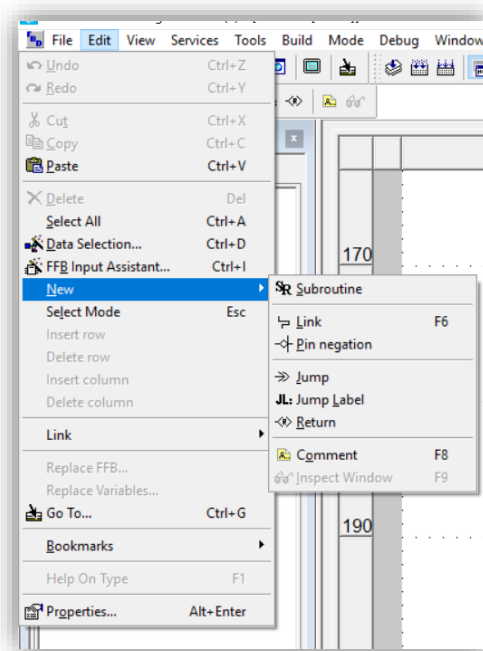 File Edit View Services Tools Build Mode Debug Window
Undo Ctrl+Z
Redo Ctrl+Y
Cut Ctrl+X
Copy Ctrl+C
Paste Ctrl+V
Delete Del
Select All Ctrl+A
Data Selection... Ctrl+D
FFB Input Assistant... Ctrl+I
New
Select Mode Esc
Insert row
Delete row
Insert column
Delete column
Link
Replace FFB...
Replace Variables...
Go To... Ctrl+G
Bookmarks
Help On Type F1
Properties... Alt+Enter
SR Subroutine
Link F6
Pin negation
Jump
JL: Jump Label
Return
Comment F8
Inspect Window F9
170
190